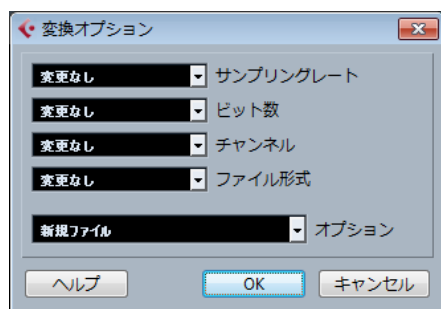 変換オプション
変更なし サンプリングレート
変更なし ビット数
変更なし チャンネル
変更なし ファイル形式
新規ファイル オプション
ヘルプ OK キャンセル